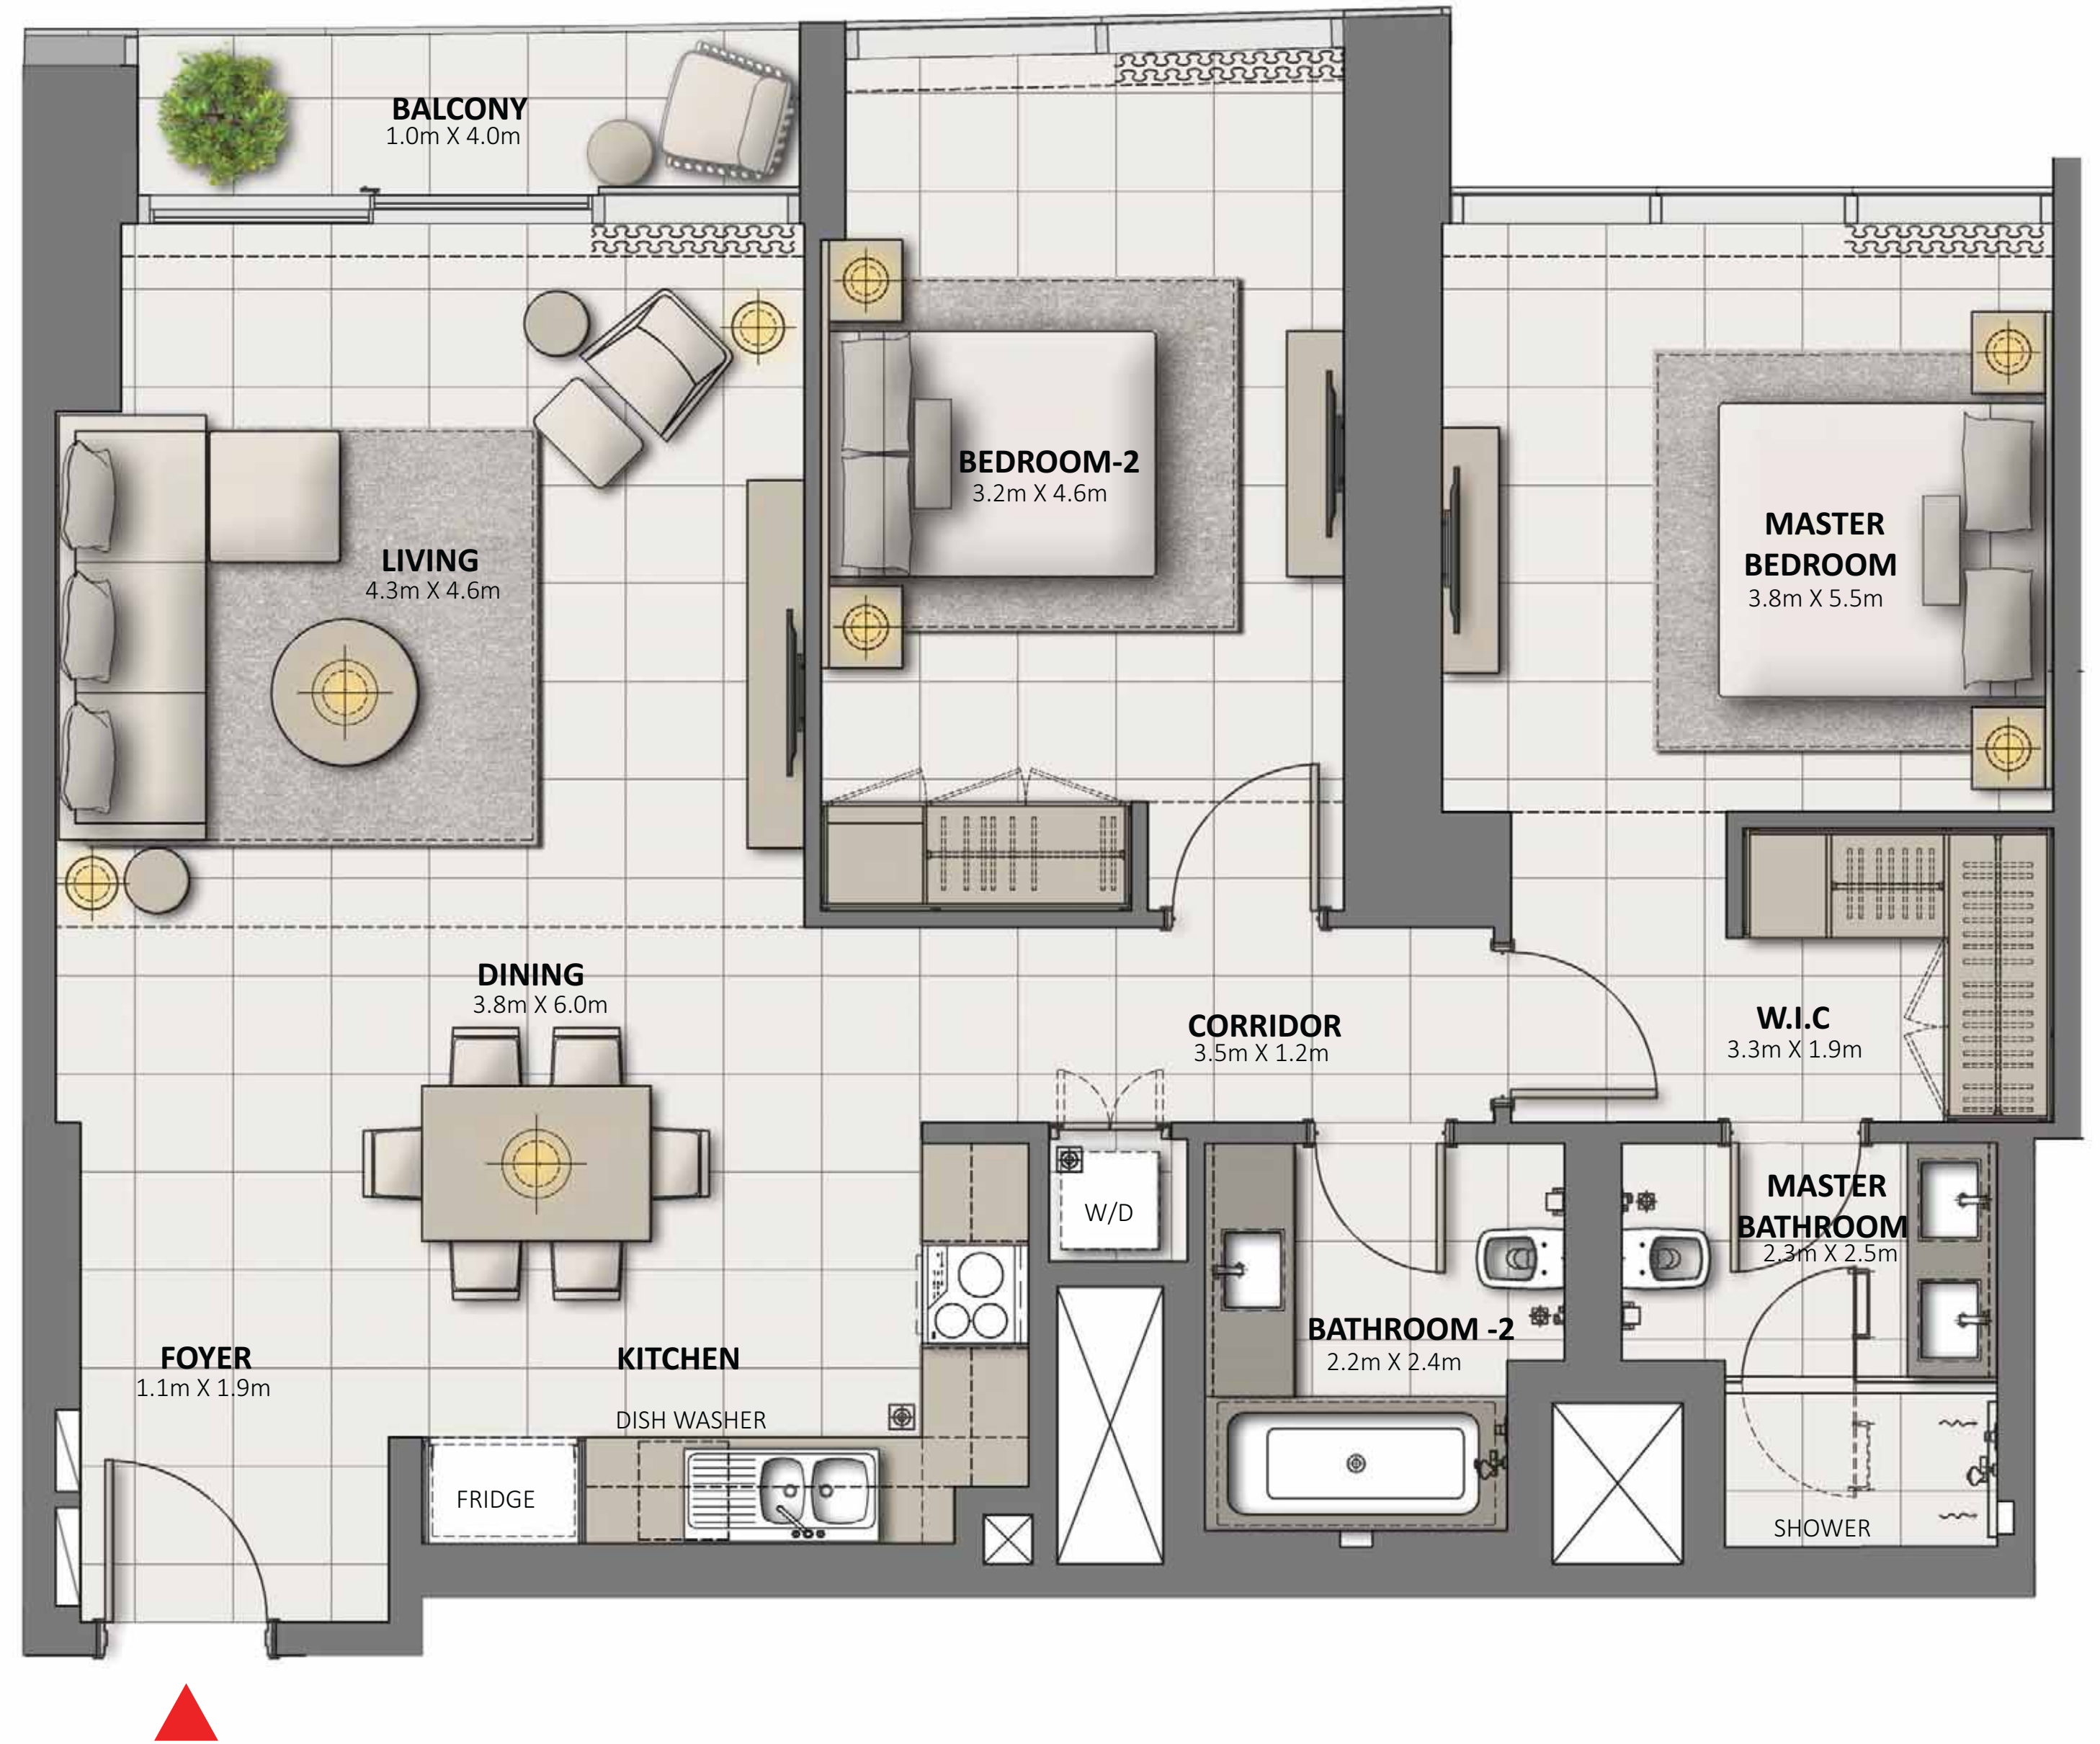 BALCONY
1.0m X 4.0m
BEDROOM-2
3.2m X 4.6m
MASTER
BEDROOM
3.8m X 5.5m
LIVING
4.3m X 4.6m
DINING
3.8m X 6.0m
CORRIDOR
3.5m X 1.2m
W.I.C
3.3m X 1.9m
W/D
MASTER
BATHROOM
2.3m X 2.5m
BATHROOM -2
2.2m X 2.4m
FOYER
1.1m X 1.9m
KITCHEN
DISH WASHER
FRIDGE
SHOWER